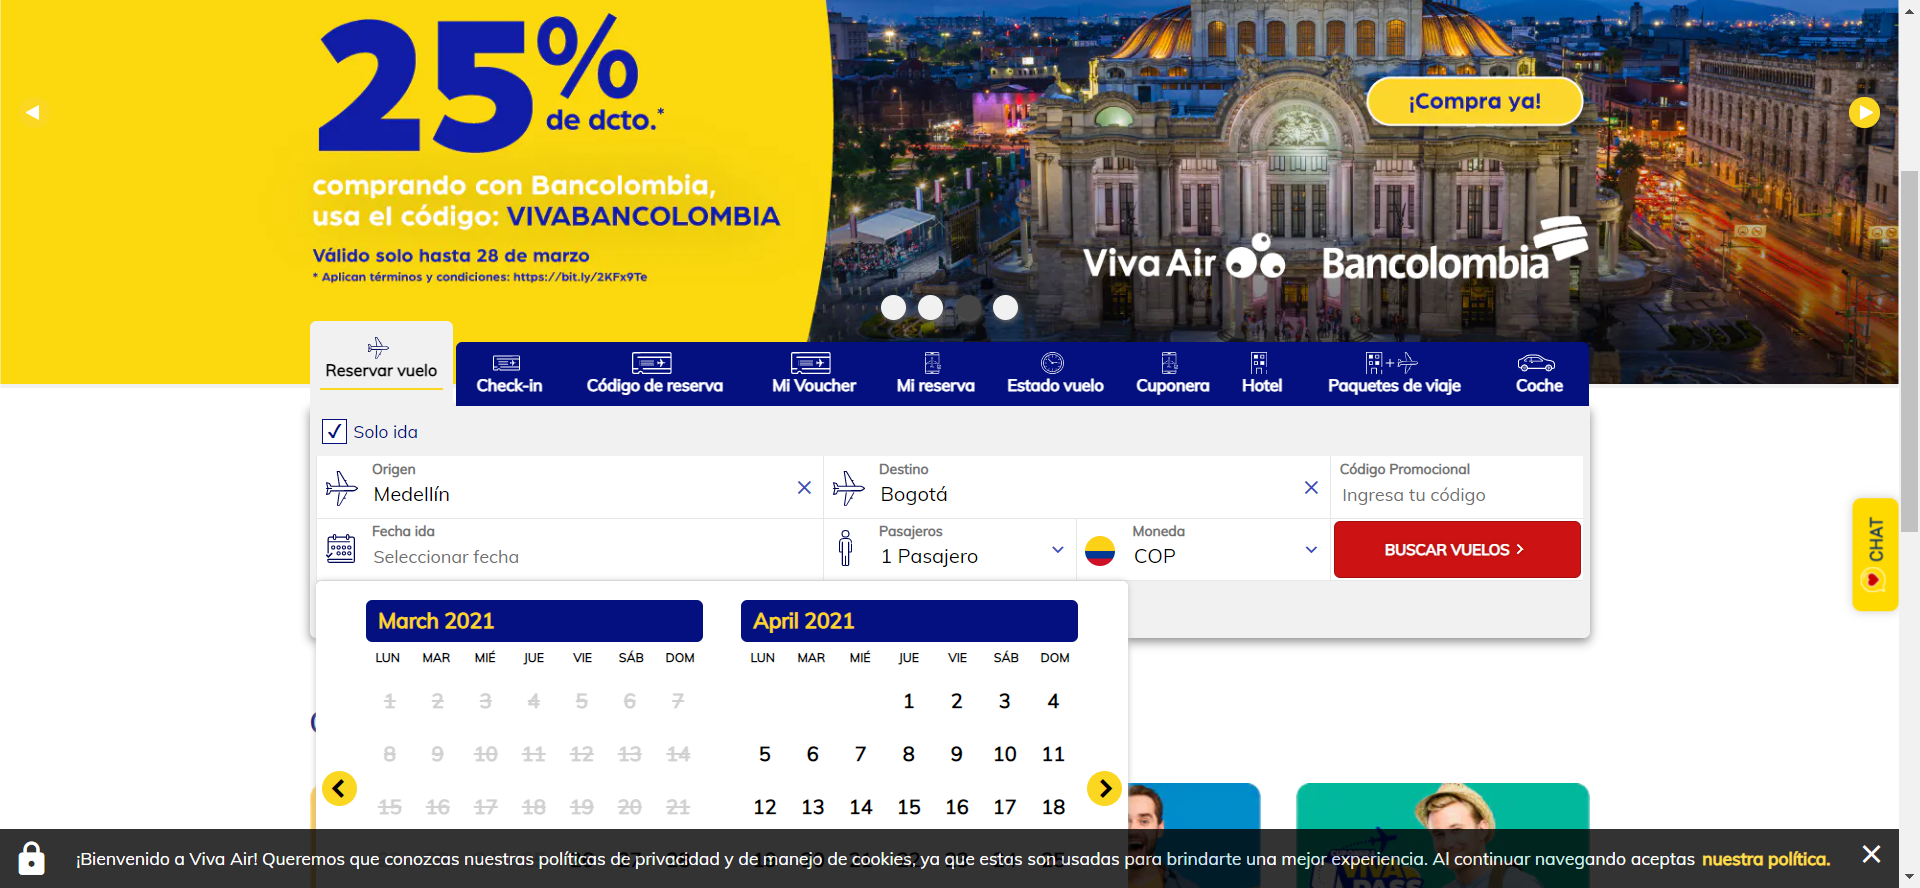 25%
de dcto.*
comprando con Bancolombia,
usa el código: VIVABANCOLOMBIA
Válido solo hasta 28 de marzo
* Aplican términos y condiciones: https://bit.ly/2KFx9Te
¡Compra ya!
Viva Air
Bancolombia
Reservar vuelo
Check-in
Código de reserva
Mi Voucher
Mi reserva
Estado vuelo
Cuponera
Hotel
Paquetes de viaje
Coche
Solo ida
Origen
Medellín
Destino
Bogotá
Código Promocional
Ingresa tu código
Fecha ida
Seleccionar fecha
Pasajeros
1 Pasajero
Moneda
COP
BUSCAR VUELOS
CHAT
March 2021
LUN MAR MIÉ JUE VIE SÁB DOM
1 2 3 4 5 6 7
8 9 10 11 12 13 14
15 16 17 18 19 20 21
April 2021
LUN MAR MIÉ JUE VIE SÁB DOM
1 2 3 4
5 6 7 8 9 10 11
12 13 14 15 16 17 18
¡Bienvenido a Viva Air! Queremos que conozcas nuestras políticas de privacidad y de manejo de cookies, ya que estas son usadas para brindarte una mejor experiencia. Al continuar navegando aceptas nuestra política.
VIVA
PASS